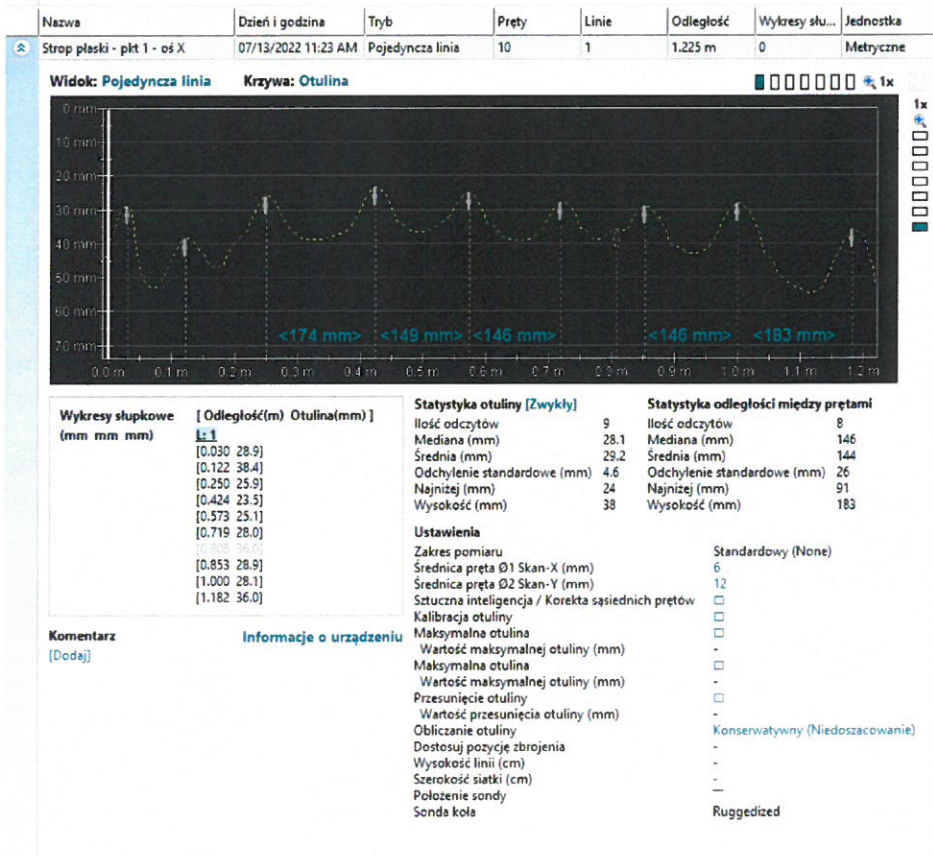 Nazwa Dzień i godzina Tryb Pręty Linie Odległość Wykresy słu... Jednostka
Strop płaski - pkt 1 - oś X 07/13/2022 11:23 AM Pojedyncza linia 10 1 1.225 m 0 Metryczne
Widok: Pojedyncza linia Krzywa: Otulina 1x
1x
0 mm
10 mm
20 mm
30 mm
40 mm
50 mm
60 mm
70 mm
<174 mm> <149 mm> <146 mm> <146 mm> <183 mm>
0.0 m 0.1 m 0.2 m 0.3 m 0.4 m 0.5 m 0.6 m 0.7 m 0.8 m 0.9 m 1.0 m 1.1 m 1.2 m
Wykresy słupkowe
(mm mm mm)
[ Odległość(m) Otulina(mm) ]
L: 1
[0.030 28.9]
[0.122 38.4]
[0.250 25.9]
[0.424 23.5]
[0.573 25.1]
[0.719 28.0]
[0.808 36.0]
[0.853 28.9]
[1.000 28.1]
[1.182 36.0]
Komentarz Informacje o urządzeniu
[Dodaj]
Statystyka otuliny [Zwykły]
Ilość odczytów 9
Mediana (mm) 28.1
Średnia (mm) 29.2
Odchylenie standardowe (mm) 4.6
Najniżej (mm) 24
Wysokość (mm) 38
Statystyka odległości między prętami
Ilość odczytów 8
Mediana (mm) 146
Średnia (mm) 144
Odchylenie standardowe (mm) 26
Najniżej (mm) 91
Wysokość (mm) 183
Ustawienia
Zakres pomiaru Standardowy (None)
Średnica pręta Ø1 Skan-X (mm) 6
Średnica pręta Ø2 Skan-Y (mm) 12
Sztuczna inteligencja / Korekta sąsiednich prętów
Kalibracja otuliny
Maksymalna otulina
Wartość maksymalnej otuliny (mm) -
Maksymalna otulina
Wartość maksymalnej otuliny (mm) -
Przesunięcie otuliny
Wartość przesunięcia otuliny (mm) -
Obliczanie otuliny Konserwatywny (Niedoszacowanie)
Dostosuj pozycję zbrojenia -
Wysokość linii (cm) -
Szerokość siatki (cm) -
Położenie sondy —
Sonda koła Ruggedized